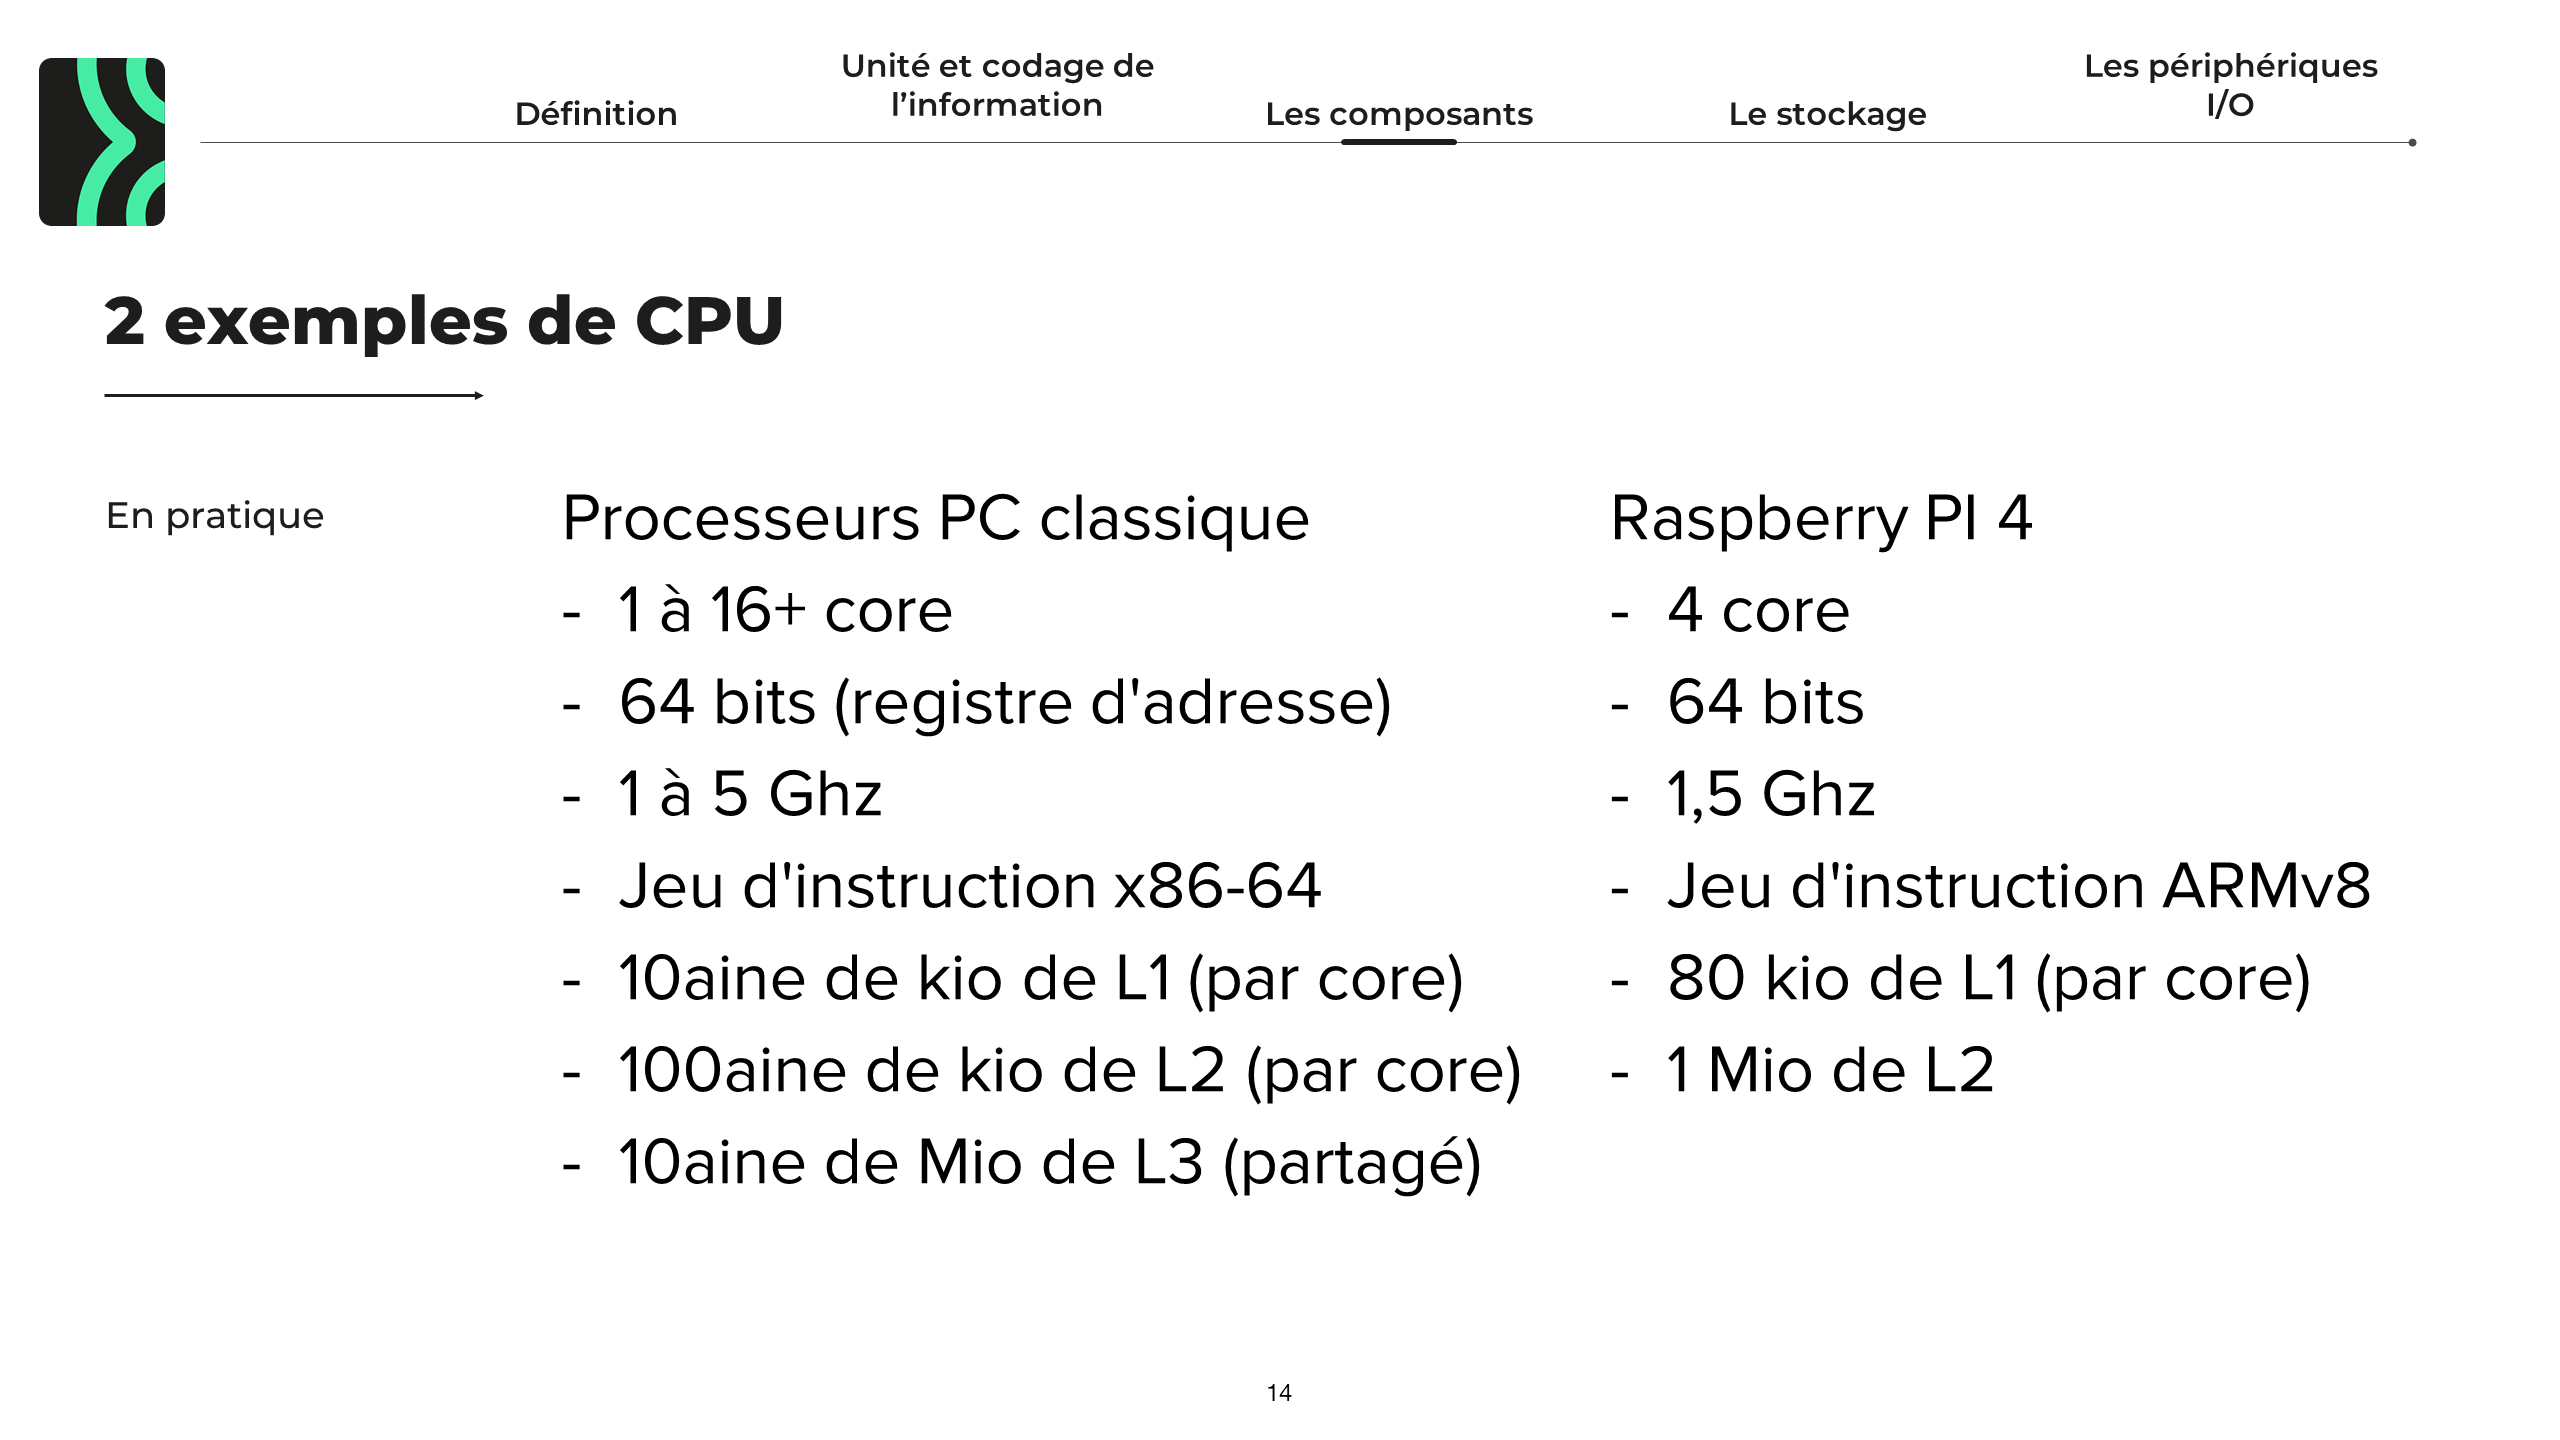 Définition
Unité et codage de
l’information
Les composants
Le stockage
Les périphériques
I/O
2 exemples de CPU
En pratique
Processeurs PC classique
- 1 à 16+ core
- 64 bits (registre d'adresse)
- 1 à 5 Ghz
- Jeu d'instruction x86-64
- 10aine de kio de L1 (par core)
- 100aine de kio de L2 (par core)
- 10aine de Mio de L3 (partagé)
Raspberry PI 4
- 4 core
- 64 bits
- 1,5 Ghz
- Jeu d'instruction ARMv8
- 80 kio de L1 (par core)
- 1 Mio de L2
14